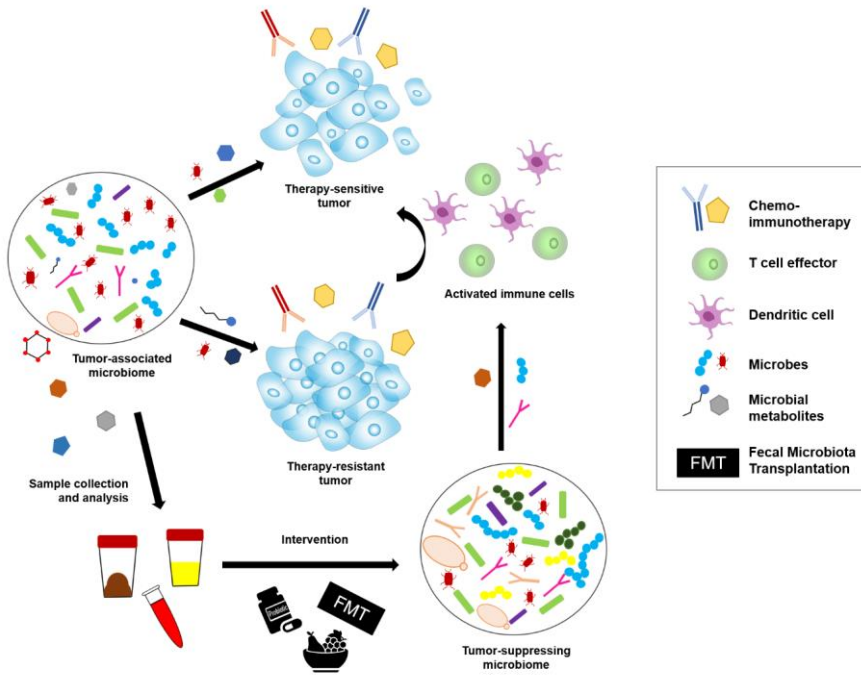 Therapy-sensitive
tumor
Tumor-associated
microbiome
Activated immune cells
Therapy-resistant
tumor
Sample collection
and analysis
Intervention
Probiotic
FMT
Tumor-suppressing
microbiome
Chemo-
immunotherapy
T cell effector
Dendritic cell
Microbes
Microbial
metabolites
FMT
Fecal Microbiota
Transplantation